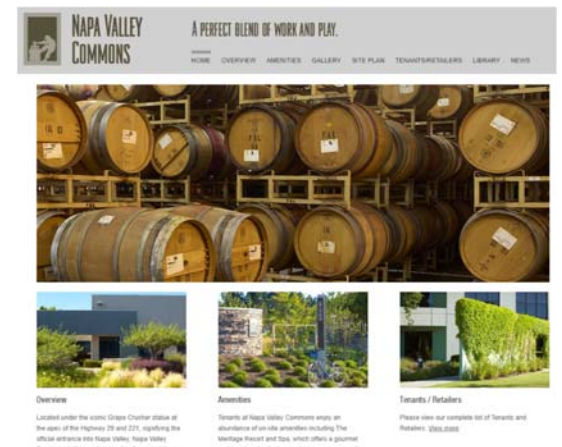 NAPA VALLEY
COMMONS
A PERFECT BLEND OF WORK AND PLAY.
HOME OVERVIEW AMENITIES GALLERY SITE PLAN TENANTS/RETAILERS LIBRARY NEWS
Overview
Located under the iconic Grape Crusher statue at
the apex of the Highway 29 and 221, signifying the
official entrance into Napa Valley, Napa Valley
Amenities
Tenants at Napa Valley Commons enjoy an
abundance of on-site amenities including The
Meritage Resort and Spa, which offers a gourmet
Tenants / Retailers
Please view our complete list of Tenants and
Retailers. View more